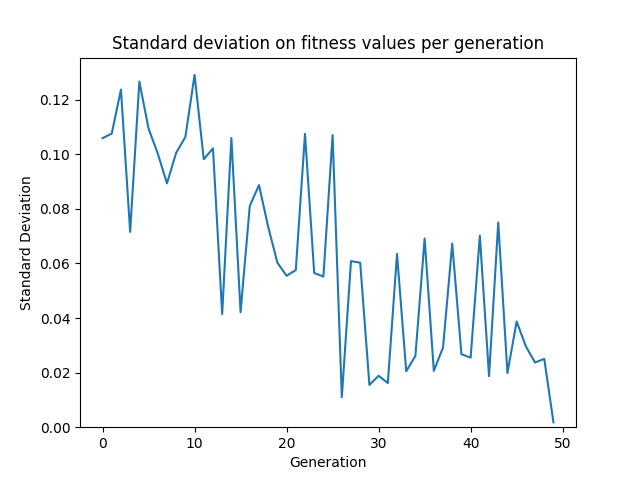 Standard deviation on fitness values per generation
0.12
0.10
0.08
0.06
0.04
0.02
0.00
Standard Deviation
0 10 20 30 40 50
Generation